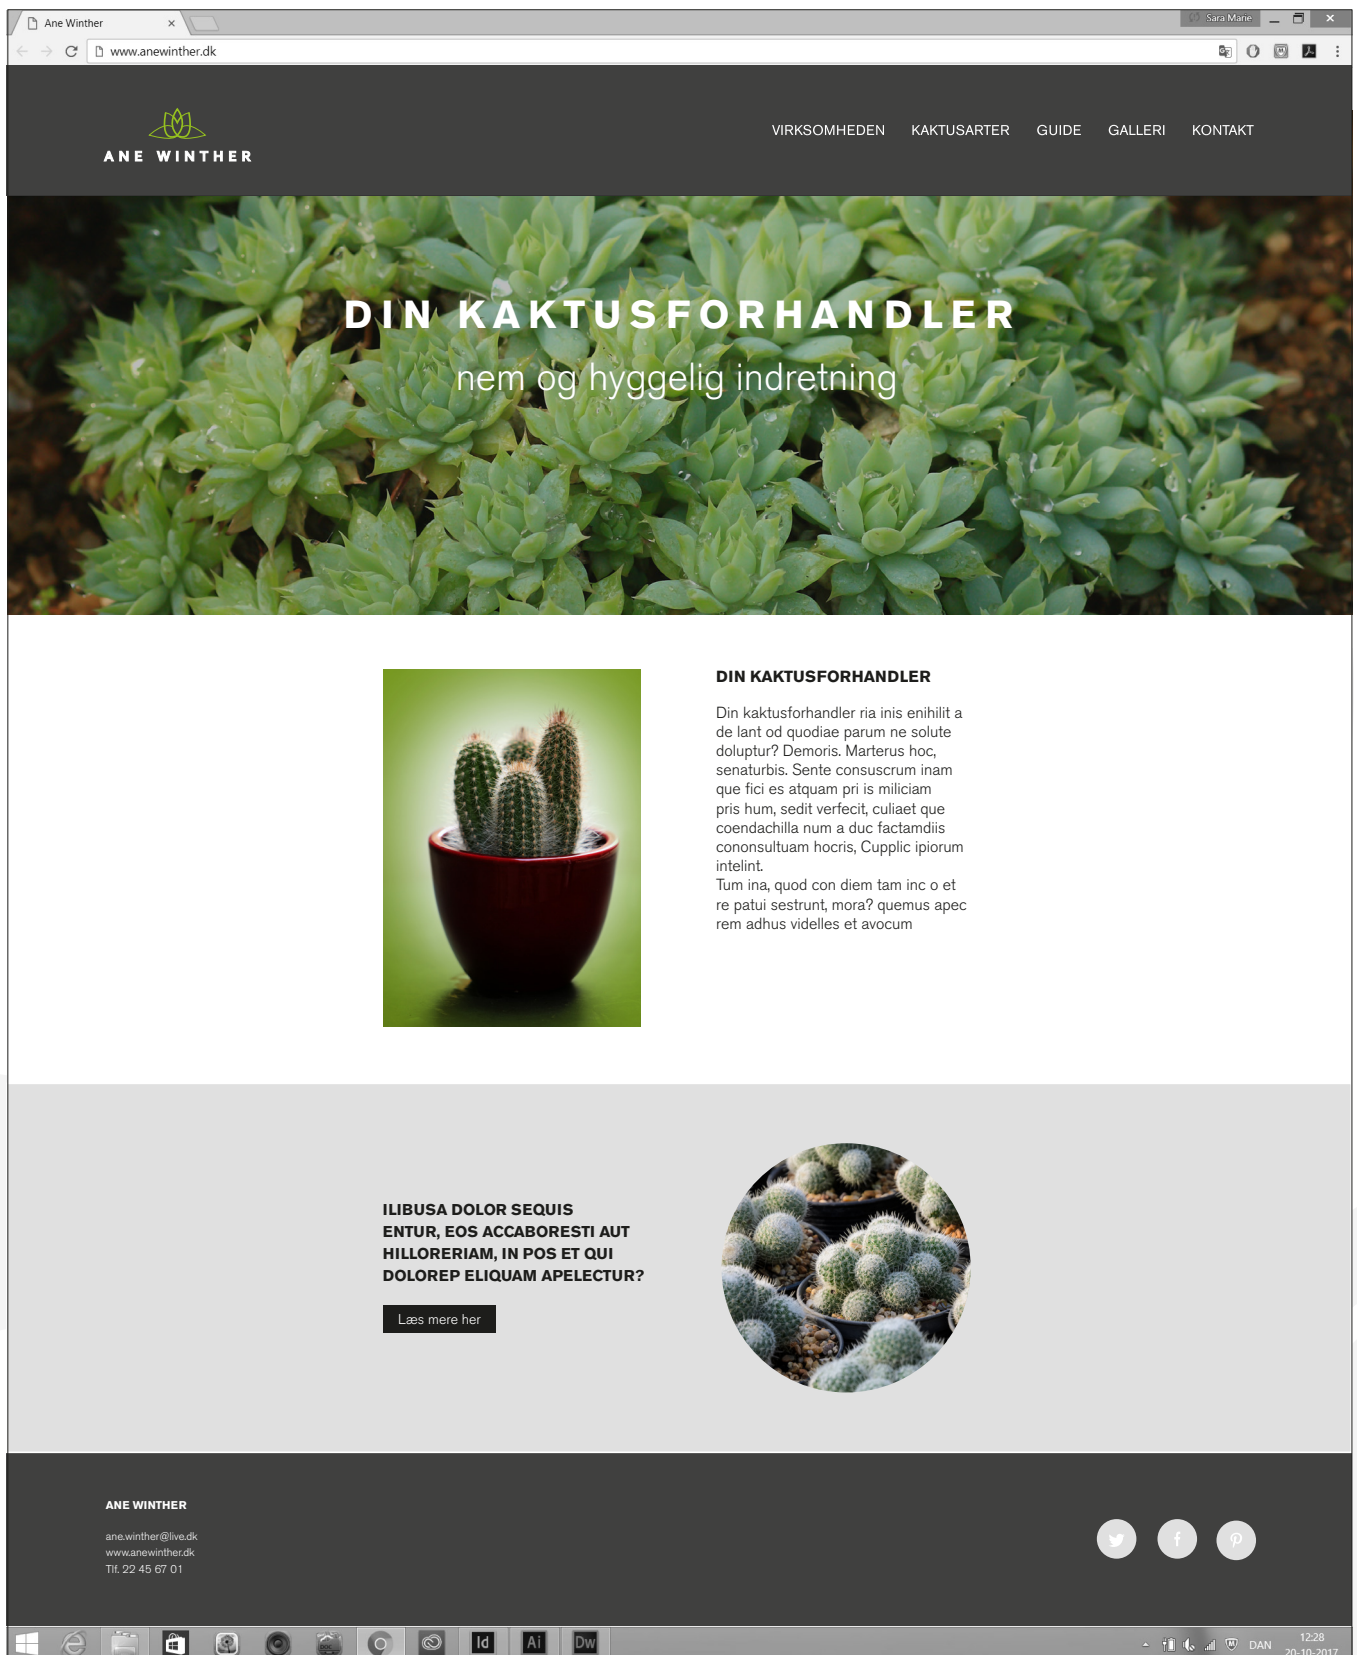 Ane Winther
Sara Marie
www.anewinther.dk
ANE WINTHER
VIRKSOMHEDEN KAKTUSARTER GUIDE GALLERI KONTAKT
DIN KAKTUSFORHANDLER
nem og hyggelig indretning
DIN KAKTUSFORHANDLER
Din kaktusforhandler ria inis enihilit a
de lant od quodiae parum ne solute
doluptur? Demoris. Marterus hoc,
senaturbis. Sente consuscrum inam
que fici es atquam pri is miliciam
pris hum, sedit verfecit, culiaet que
coendachilla num a duc factamdiis
cononsultuam hocris, Cupplic ipiorum
intelint.
Tum ina, quod con diem tam inc o et
re patui sestrunt, mora? quemus apec
rem adhus videlles et avocum
ILIBUSA DOLOR SEQUIS
ENTUR, EOS ACCABORESTI AUT
HILLORERIAM, IN POS ET QUI
DOLOREP ELIQUAM APELECTUR?
Læs mere her
ANE WINTHER
ane.winther@live.dk
www.anewinther.dk
Tlf. 22 45 67 01
Id Ai Dw
DAN
12:28
20-10-2017